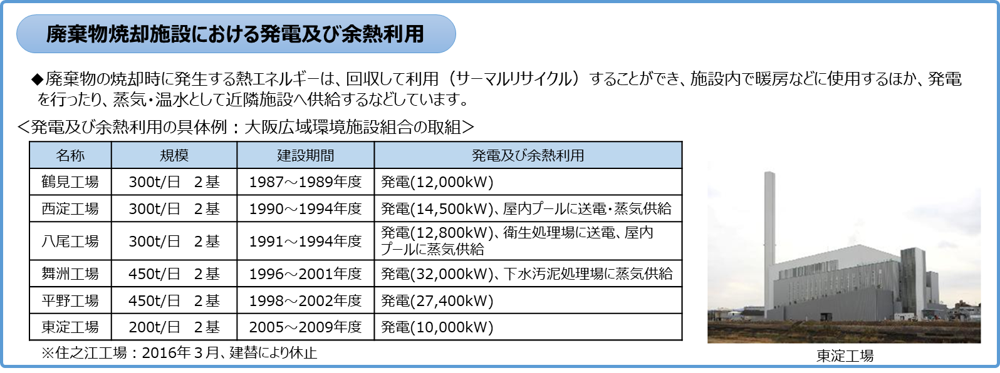 廃棄物焼却施設における発電及び余熱利用
◆廃棄物の焼却時に発生する熱エネルギーは、回収して利用（サーマルリサイクル）することができ、施設内で暖房などに使用するほか、発電
を行ったり、蒸気・温水として近隣施設へ供給するなどしています。
＜発電及び余熱利用の具体例：大阪広域環境施設組合の取組＞
名称 規模 建設期間 発電及び余熱利用
鶴見工場 300t/日 ２基 1987～1989年度 発電(12,000kW)
西淀工場 300t/日 ２基 1990～1994年度 発電(14,500kW)、屋内プールに送電・蒸気供給
八尾工場 300t/日 ２基 1991～1994年度 発電(12,800kW)、衛生処理場に送電、屋内
プールに蒸気供給
舞洲工場 450t/日 ２基 1996～2001年度 発電(32,000kW)、下水汚泥処理場に蒸気供給
平野工場 450t/日 ２基 1998～2002年度 発電(27,400kW)
東淀工場 200t/日 ２基 2005～2009年度 発電(10,000kW)
※住之江工場：2016年３月、建替により休止
東淀工場